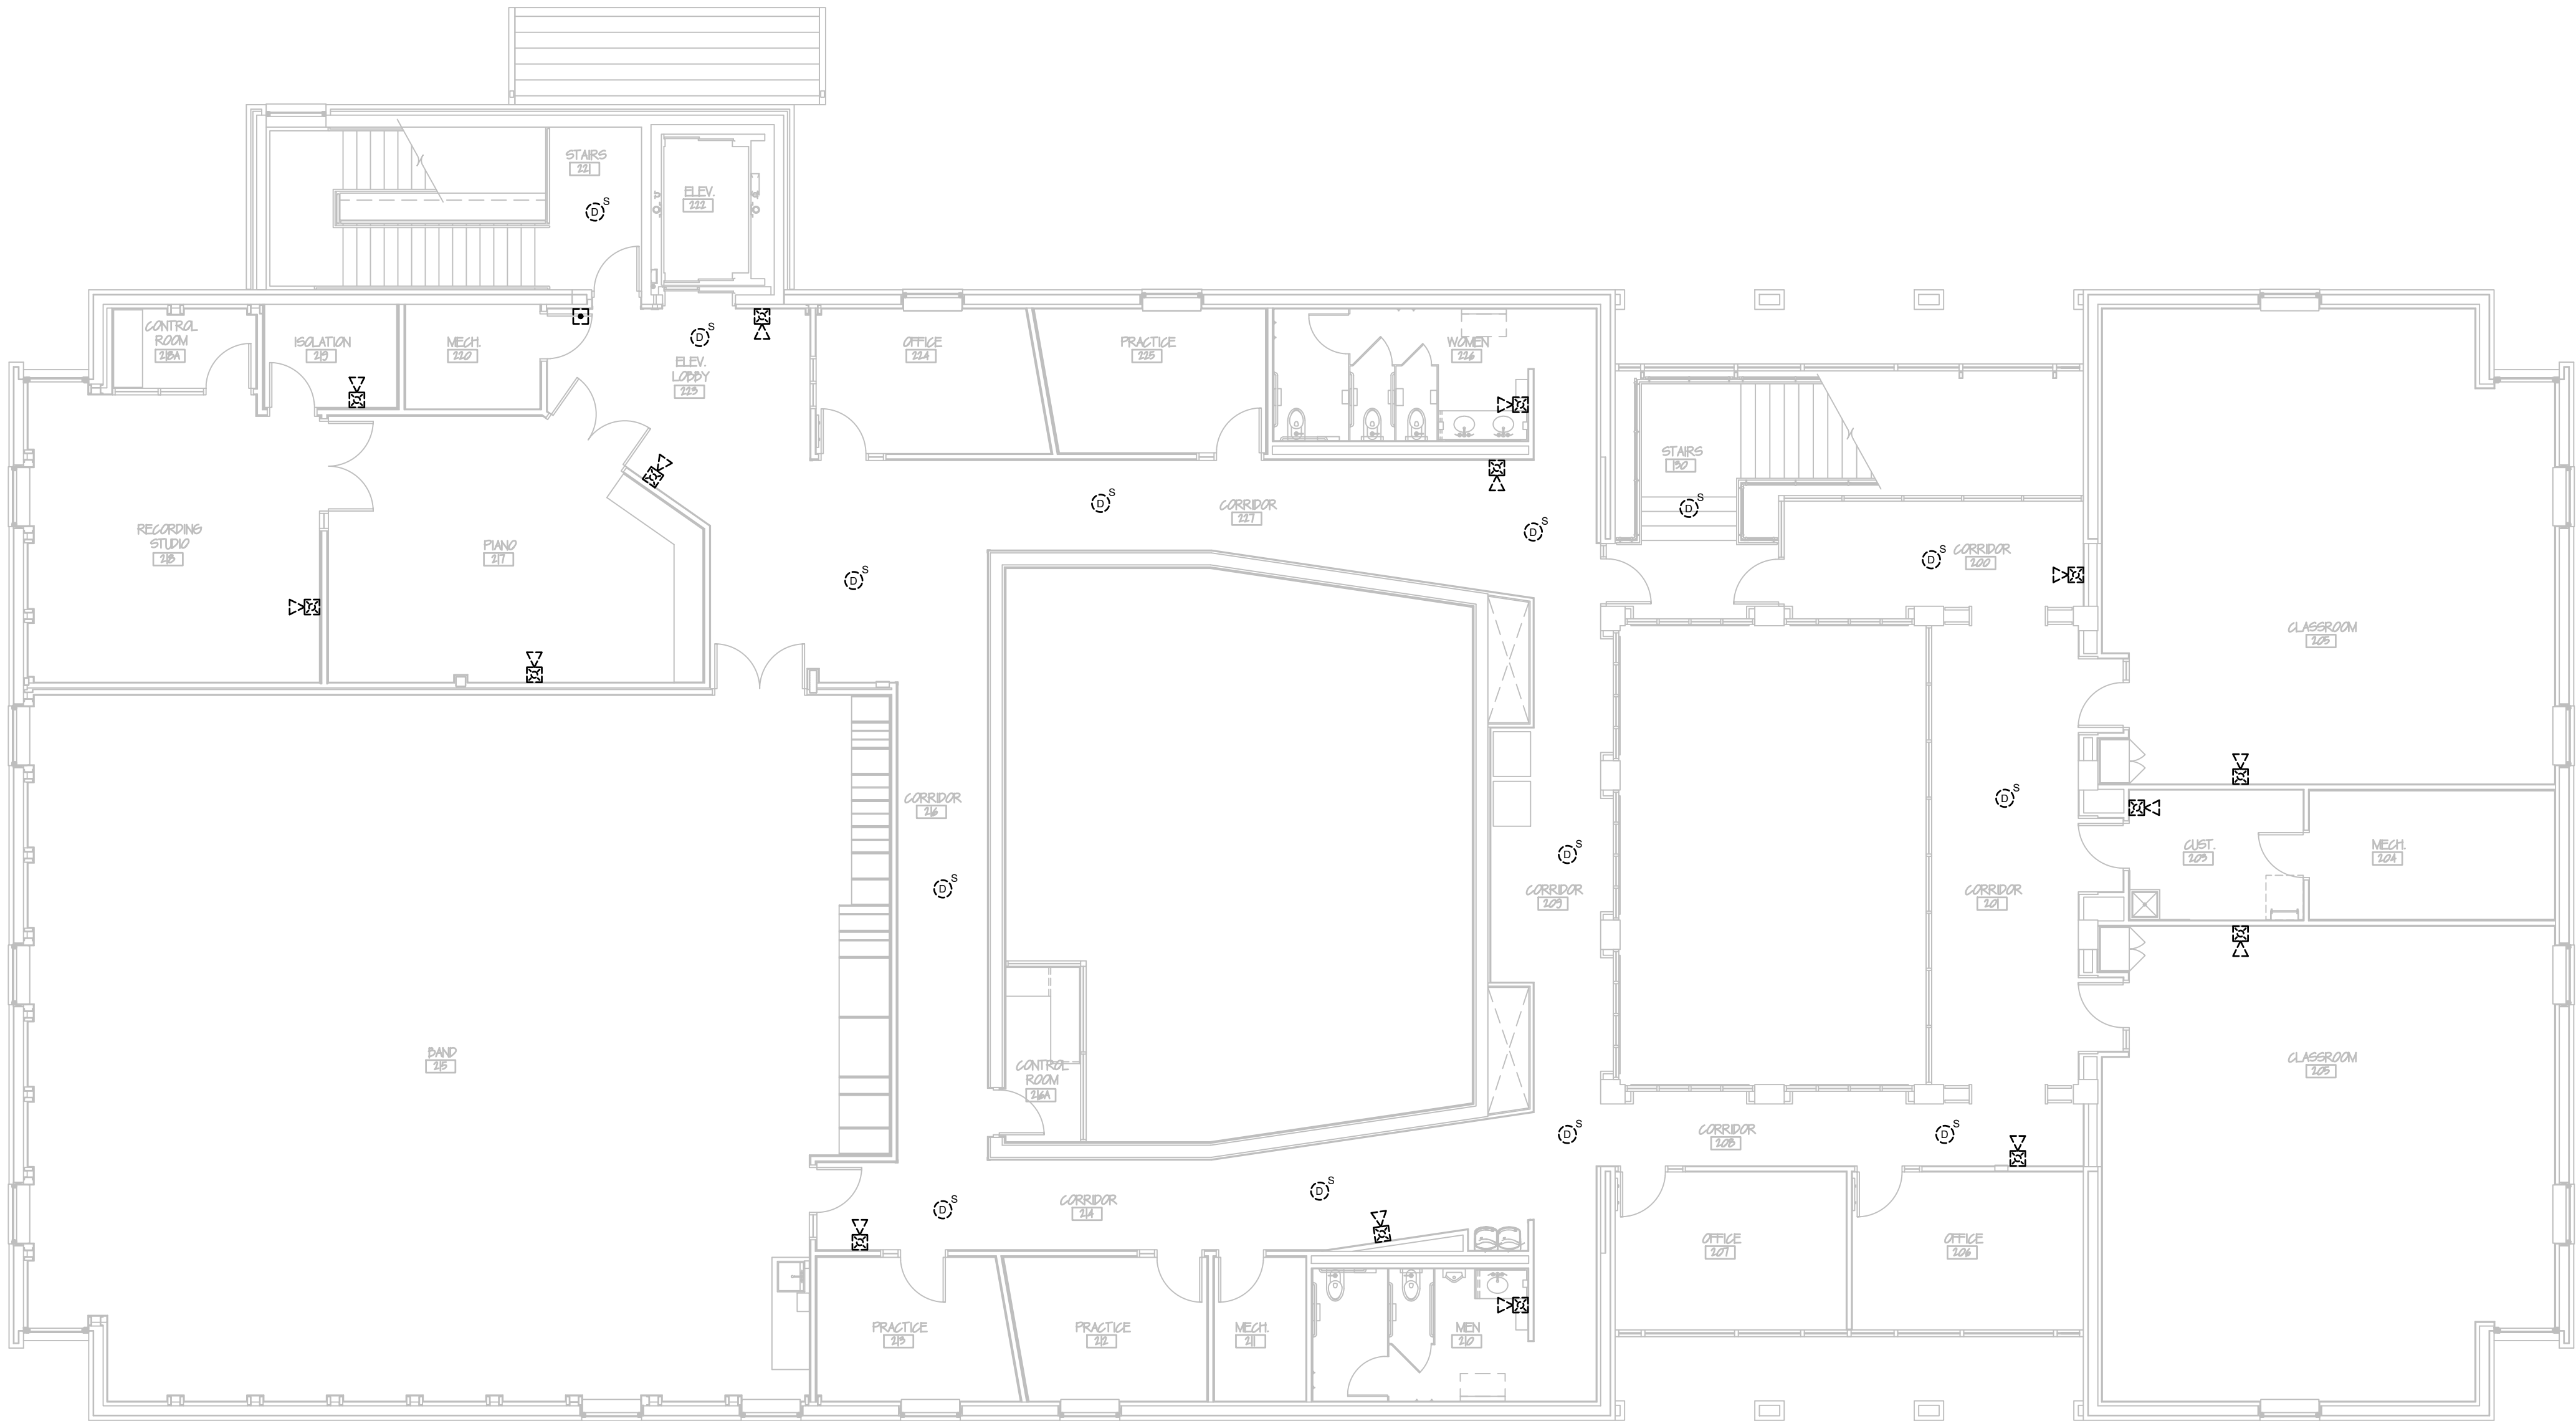 STAIRS
221
ELEV.
222
D S
CONTROL
ROOM
218A
ISOLATION
219
MECH.
220
D S
ELEV.
LOBBY
223
OFFICE
224
PRACTICE
225
WOMEN
226
STAIRS
130
D S
D S
CORRIDOR
227
D S
RECORDING
STUDIO
218
PIANO
217
D S
D S
CORRIDOR
200
CLASSROOM
205
CORRIDOR
216
D S
D S
D S
CORRIDOR
209
CORRIDOR
201
CUST.
203
MECH.
204
BAND
215
CONTROL
ROOM
216A
CLASSROOM
205
D S
CORRIDOR
208
D S
D S
CORRIDOR
214
D S
OFFICE
207
OFFICE
206
PRACTICE
213
PRACTICE
212
MECH.
211
MEN
210